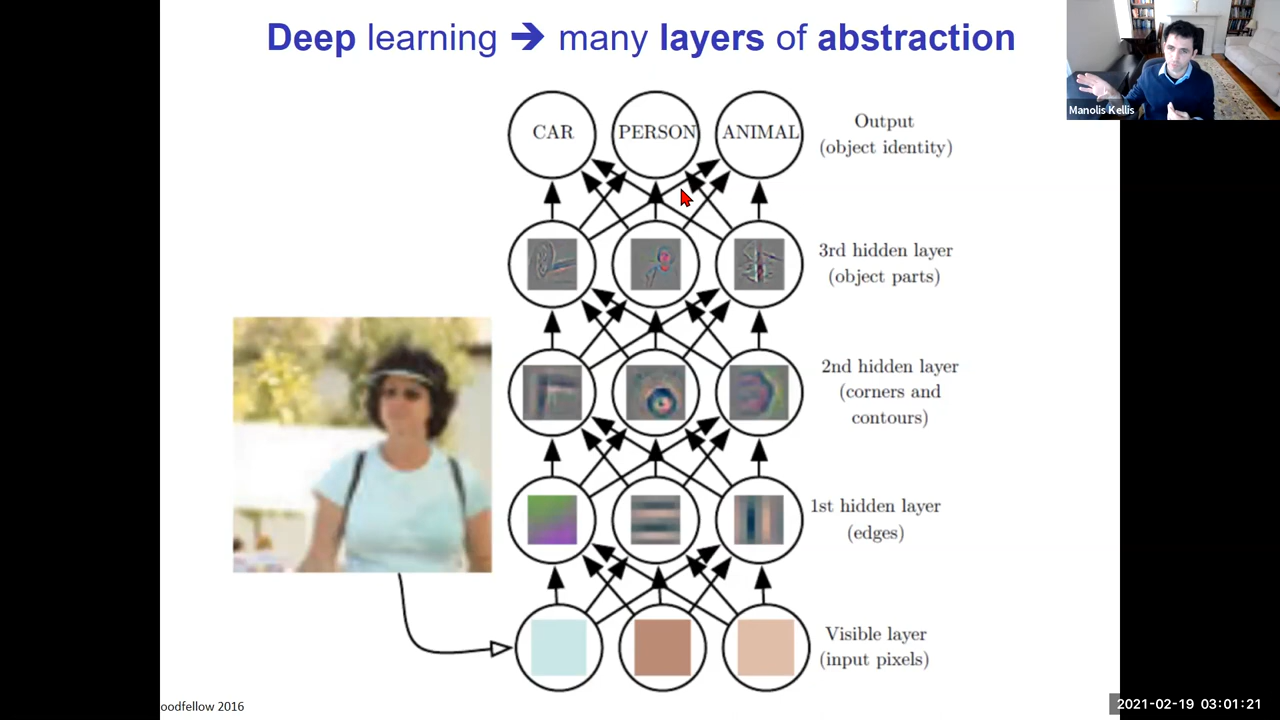 Deep learning ➔ many layers of abstraction
Manolis Kellis
CAR
PERSON
ANIMAL
Output
(object identity)
3rd hidden layer
(object parts)
2nd hidden layer
(corners and
contours)
1st hidden layer
(edges)
Visible layer
(input pixels)
oodfellow 2016
2021-02-19 03:01:21